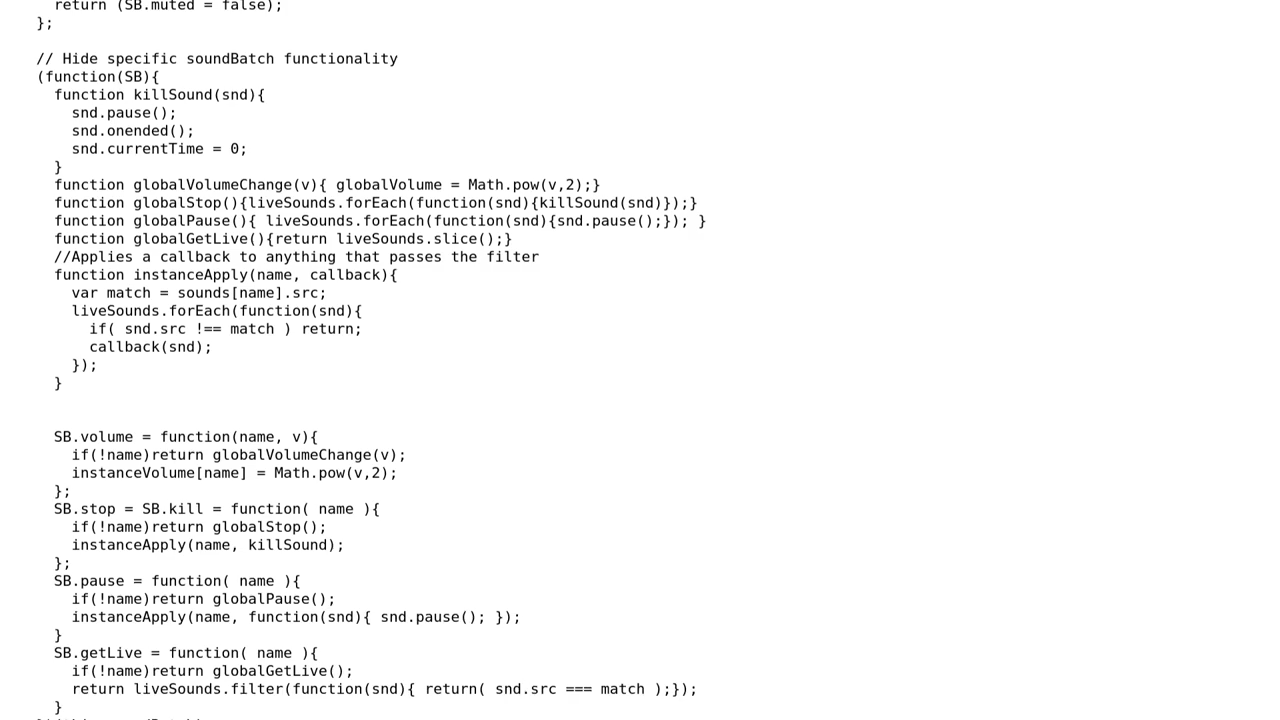 return (SB.muted = false);
};

// Hide specific soundBatch functionality
(function(SB){
function killSound(snd){
snd.pause();
snd.onended();
snd.currentTime = 0;
}
function globalVolumeChange(v){ globalVolume = Math.pow(v,2);}
function globalStop(){liveSounds.forEach(function(snd){killSound(snd)});}
function globalPause(){ liveSounds.forEach(function(snd){snd.pause();}); }
function globalGetLive(){return liveSounds.slice();}
//Applies a callback to anything that passes the filter
function instanceApply(name, callback){
var match = sounds[name].src;
liveSounds.forEach(function(snd){
if( snd.src !== match ) return;
callback(snd);
});
}

SB.volume = function(name, v){
if(!name)return globalVolumeChange(v);
instanceVolume[name] = Math.pow(v,2);
};
SB.stop = SB.kill = function( name ){
if(!name)return globalStop();
instanceApply(name, killSound);
};
SB.pause = function( name ){
if(!name)return globalPause();
instanceApply(name, function(snd){ snd.pause(); });
}
SB.getLive = function( name ){
if(!name)return globalGetLive();
return liveSounds.filter(function(snd){ return( snd.src === match );});
}